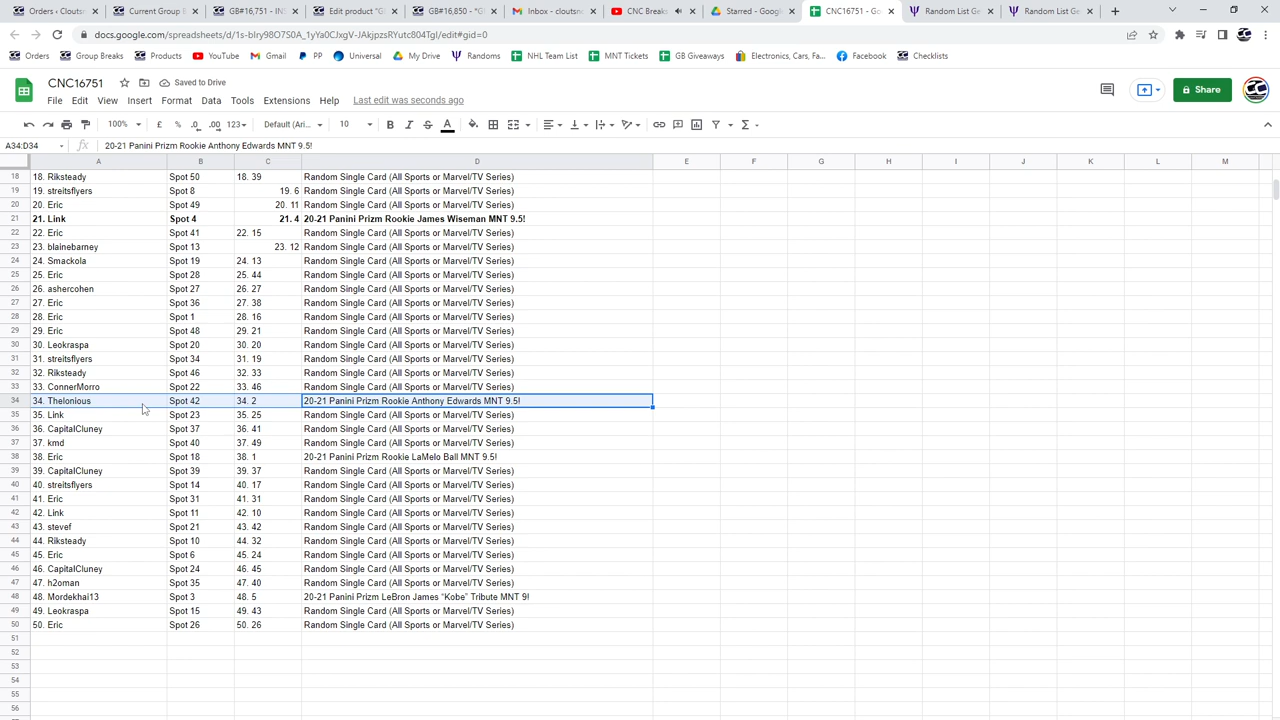 Orders ‹ Cloutsn
Current Group B
GB#16,751 - IN
Edit product "G
GB#16,850 - "G
Inbox - cloutsno
CNC Break
Starred - Google
CNC16751 - Go
Random List Ge
Random List Ge
docs.google.com/spreadsheets/d/1s-bIry98O7S0A_1yYa0CJxgV-JAkjpzsRYutc804TgI/edit#gid=0
Orders
Group Breaks
Products
YouTube
Gmail
PP
Universal
My Drive
Randoms
NHL Team List
MNT Tickets
GB Giveaways
Electronics, Cars, Fa...
Facebook
Checklists
CNC16751
Saved to Drive
File Edit View Insert Format Data Tools Extensions Help Last edit was seconds ago
Share
100% £ % .0 .00 123 Default (Ari... 10 B I S A
A34:D34 fx 20-21 Panini Prizm Rookie Anthony Edwards MNT 9.5!
A B C D E F G H I J K L M
18 18. Riksteady Spot 50 18. 39 Random Single Card (All Sports or Marvel/TV Series)
19 19. streitsflyers Spot 8 19. 6 Random Single Card (All Sports or Marvel/TV Series)
20 20. Eric Spot 49 20. 11 Random Single Card (All Sports or Marvel/TV Series)
21 21. Link Spot 4 21. 4 20-21 Panini Prizm Rookie James Wiseman MNT 9.5!
22 22. Eric Spot 41 22. 15 Random Single Card (All Sports or Marvel/TV Series)
23 23. blainebarney Spot 13 23. 12 Random Single Card (All Sports or Marvel/TV Series)
24 24. Smackola Spot 19 24. 13 Random Single Card (All Sports or Marvel/TV Series)
25 25. Eric Spot 28 25. 44 Random Single Card (All Sports or Marvel/TV Series)
26 26. ashercohen Spot 27 26. 27 Random Single Card (All Sports or Marvel/TV Series)
27 27. Eric Spot 36 27. 38 Random Single Card (All Sports or Marvel/TV Series)
28 28. Eric Spot 1 28. 16 Random Single Card (All Sports or Marvel/TV Series)
29 29. Eric Spot 48 29. 21 Random Single Card (All Sports or Marvel/TV Series)
30 30. Leokraspa Spot 20 30. 20 Random Single Card (All Sports or Marvel/TV Series)
31 31. streitsflyers Spot 34 31. 19 Random Single Card (All Sports or Marvel/TV Series)
32 32. Riksteady Spot 46 32. 33 Random Single Card (All Sports or Marvel/TV Series)
33 33. ConnerMorro Spot 22 33. 46 Random Single Card (All Sports or Marvel/TV Series)
34 34. Thelonious Spot 42 34. 2 20-21 Panini Prizm Rookie Anthony Edwards MNT 9.5!
35 35. Link Spot 23 35. 25 Random Single Card (All Sports or Marvel/TV Series)
36 36. CapitalCluney Spot 37 36. 41 Random Single Card (All Sports or Marvel/TV Series)
37 37. kmd Spot 40 37. 49 Random Single Card (All Sports or Marvel/TV Series)
38 38. Eric Spot 18 38. 1 20-21 Panini Prizm Rookie LaMelo Ball MNT 9.5!
39 39. CapitalCluney Spot 39 39. 37 Random Single Card (All Sports or Marvel/TV Series)
40 40. streitsflyers Spot 14 40. 17 Random Single Card (All Sports or Marvel/TV Series)
41 41. Eric Spot 31 41. 31 Random Single Card (All Sports or Marvel/TV Series)
42 42. Link Spot 11 42. 10 Random Single Card (All Sports or Marvel/TV Series)
43 43. stevef Spot 21 43. 42 Random Single Card (All Sports or Marvel/TV Series)
44 44. Riksteady Spot 10 44. 32 Random Single Card (All Sports or Marvel/TV Series)
45 45. Eric Spot 6 45. 24 Random Single Card (All Sports or Marvel/TV Series)
46 46. CapitalCluney Spot 24 46. 45 Random Single Card (All Sports or Marvel/TV Series)
47 47. h2oman Spot 35 47. 40 Random Single Card (All Sports or Marvel/TV Series)
48 48. Mordekhai13 Spot 3 48. 5 20-21 Panini Prizm LeBron James “Kobe” Tribute MNT 9!
49 49. Leokraspa Spot 15 49. 43 Random Single Card (All Sports or Marvel/TV Series)
50 50. Eric Spot 26 50. 26 Random Single Card (All Sports or Marvel/TV Series)
51
52
53
54
55
56